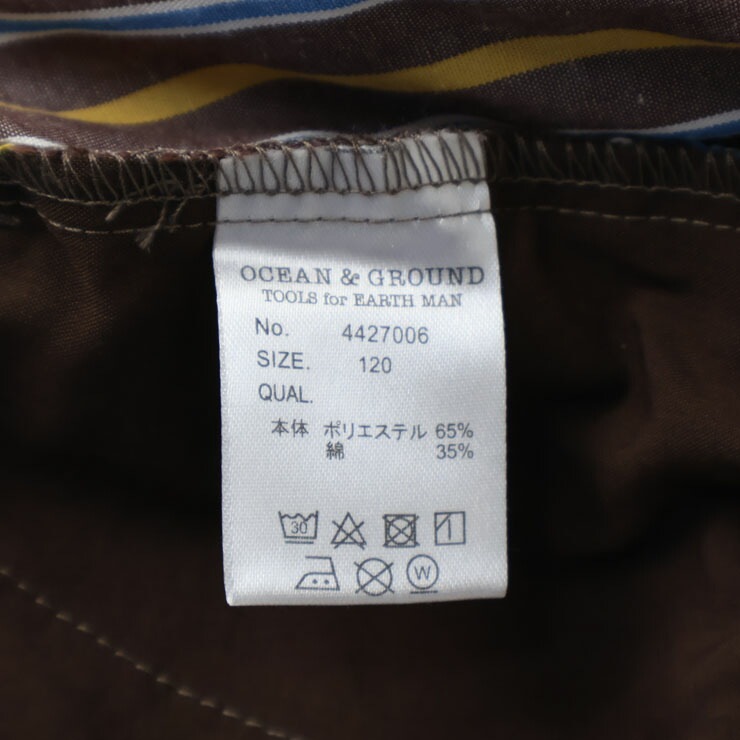 OCEAN & GROUND
TOOLS for EARTH MAN
No. 4427006
SIZE. 120
QUAL.
本体 ポリエステル 65%
綿 35%
30
W